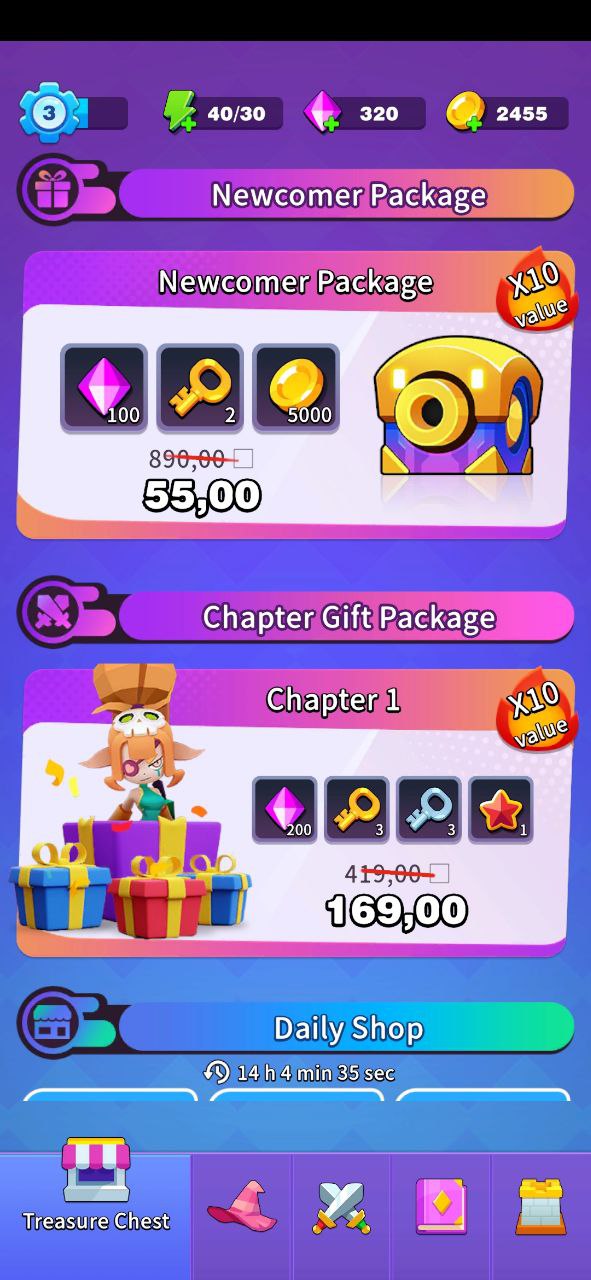 3
40/30
320
2455
Newcomer Package
Newcomer Package
X10
value
100
2
5000
890,00 □
55,00
Chapter Gift Package
Chapter 1
X10
value
200
3
3
1
419,00 □
169,00
Daily Shop
14 h 4 min 35 sec
Treasure Chest